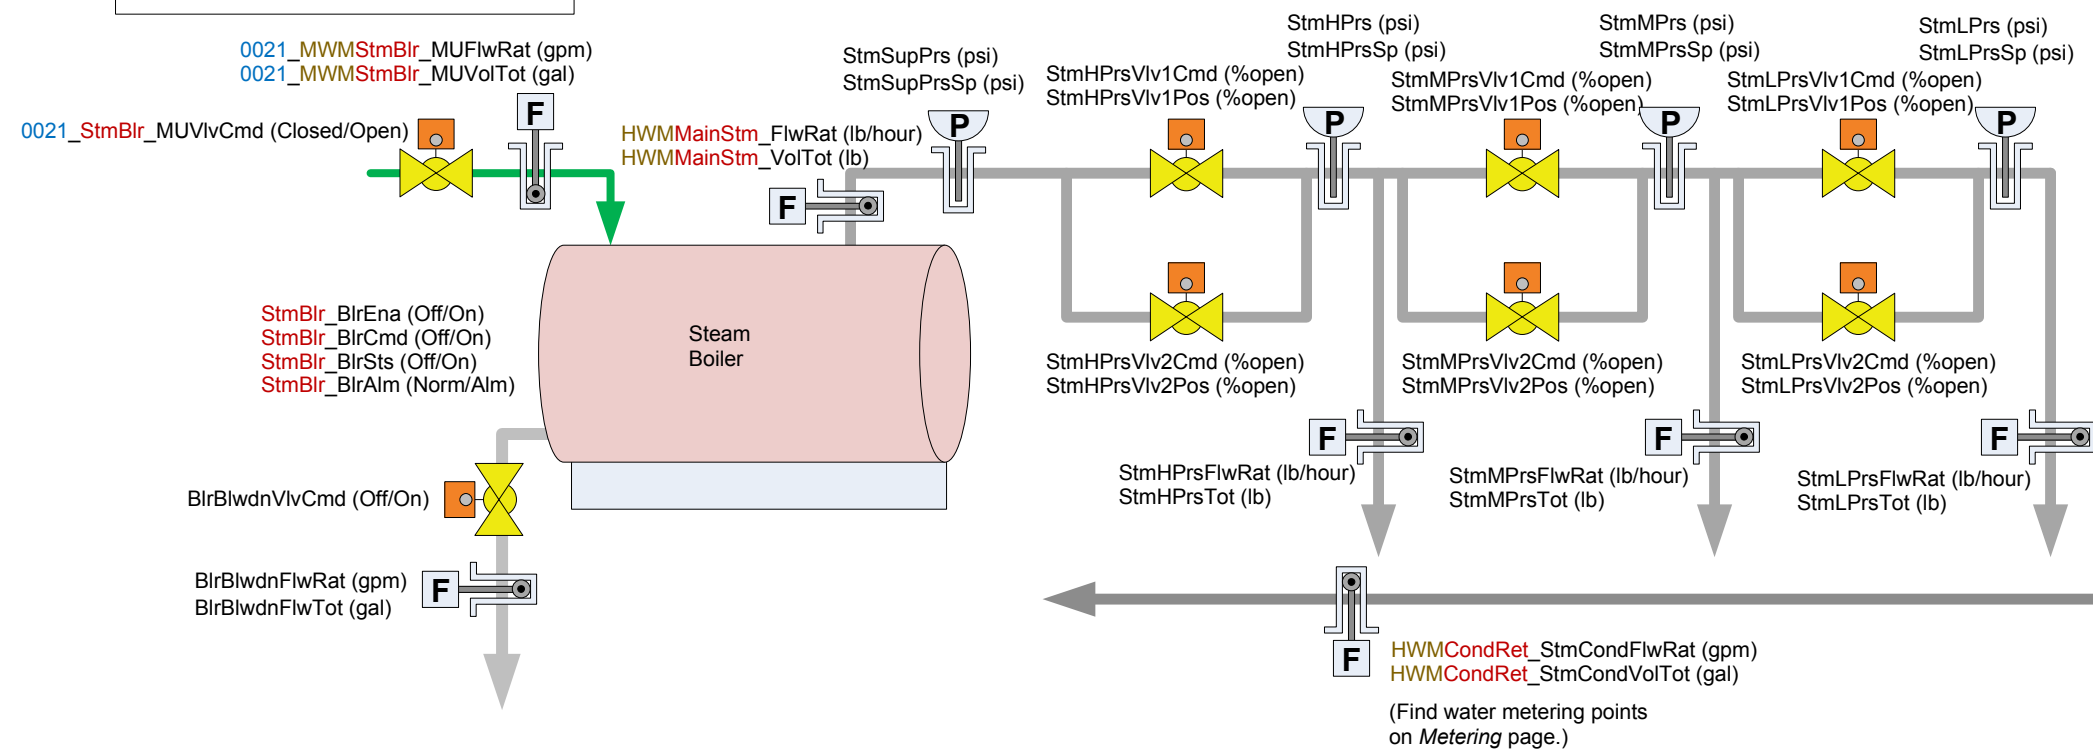 0021_MWMStmBlr_MUFlwRat (gpm)
0021_MWMStmBlr_MUVolTot (gal)
F
0021_StmBlr_MUVlvCmd (Closed/Open)
HWMMainStm_FlwRat (lb/hour)
HWMMainStm_VolTot (lb)
F
StmSupPrs (psi)
StmSupPrsSp (psi)
P
StmHPrsVlv1Cmd (%open)
StmHPrsVlv1Pos (%open)
StmHPrs (psi)
StmHPrsSp (psi)
P
StmMPrsVlv1Cmd (%open)
StmMPrsVlv1Pos (%open)
StmMPrs (psi)
StmMPrsSp (psi)
P
StmLPrsVlv1Cmd (%open)
StmLPrsVlv1Pos (%open)
StmLPrs (psi)
StmLPrsSp (psi)
P
StmBlr_BlrEna (Off/On)
StmBlr_BlrCmd (Off/On)
StmBlr_BlrSts (Off/On)
StmBlr_BlrAlm (Norm/Alm)
Steam
Boiler
StmHPrsVlv2Cmd (%open)
StmHPrsVlv2Pos (%open)
StmMPrsVlv2Cmd (%open)
StmMPrsVlv2Pos (%open)
StmLPrsVlv2Cmd (%open)
StmLPrsVlv2Pos (%open)
F
StmHPrsFlwRat (lb/hour)
StmHPrsTot (lb)
F
StmMPrsFlwRat (lb/hour)
StmMPrsTot (lb)
F
StmLPrsFlwRat (lb/hour)
StmLPrsTot (lb)
BlrBlwdnVlvCmd (Off/On)
BlrBlwdnFlwRat (gpm)
BlrBlwdnFlwTot (gal)
F
F
HWMCondRet_StmCondFlwRat (gpm)
HWMCondRet_StmCondVolTot (gal)
(Find water metering points
on Metering page.)